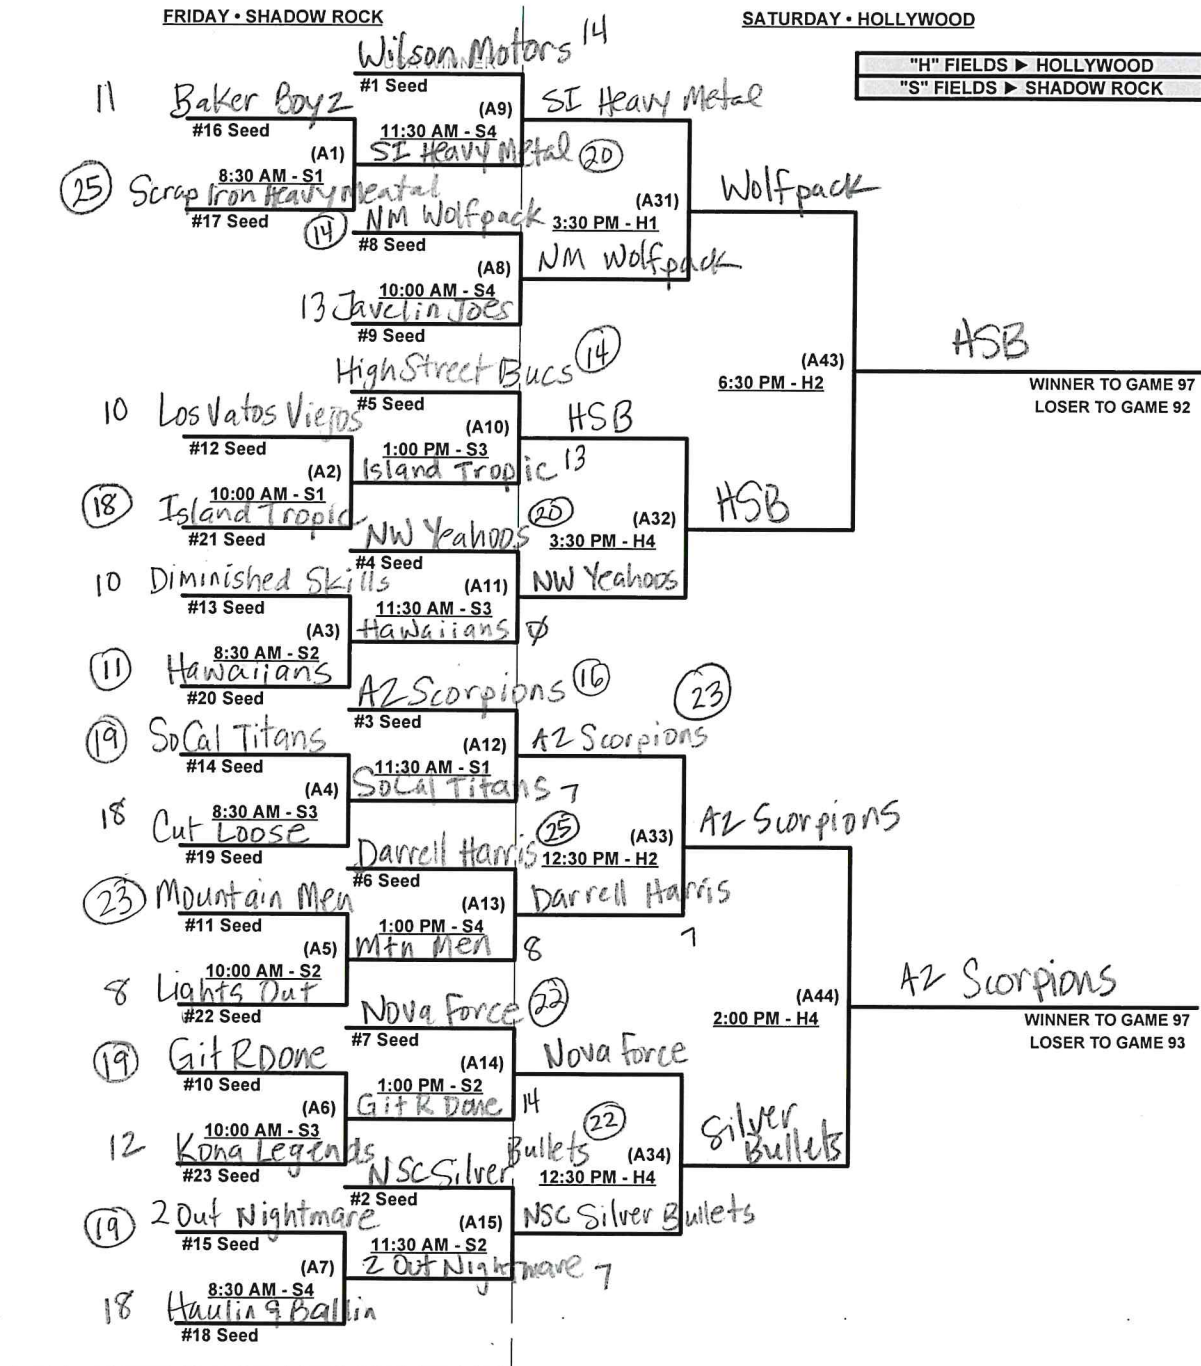 FRIDAY • SHADOW ROCK
SATURDAY • HOLLYWOOD
"H" FIELDS ► HOLLYWOOD
"S" FIELDS ► SHADOW ROCK
Wilson Motors 14
#1 Seed
11 Baker Boyz
#16 Seed
(A9)
11:30 AM - S4
SI Heavy Metal
(A1)
8:30 AM - S1
SI Heavy Metal 20
25 Scrap Iron Heavy Meatal
#17 Seed
(A31)
3:30 PM - H1
Wolfpack
14 NM Wolfpack
#8 Seed
(A8)
10:00 AM - S4
NM Wolfpack
13 Javelin Joes
#9 Seed
High Street Bucs 14
#5 Seed
(A43)
6:30 PM - H2
HSB
WINNER TO GAME 97
LOSER TO GAME 92
10 Los Vatos Viejos
#12 Seed
(A10)
1:00 PM - S3
HSB
(A2)
10:00 AM - S1
Island Tropic 13
18 Island Tropic
#21 Seed
(A32)
3:30 PM - H4
HSB
NW Yeahoos 20
#4 Seed
10 Diminished Skills
#13 Seed
(A11)
11:30 AM - S3
NW Yeahoos
(A3)
8:30 AM - S2
Hawaiians 0
11 Hawaiians
#20 Seed
AZ Scorpions 16
#3 Seed
23
19 SoCal Titans
#14 Seed
(A12)
11:30 AM - S1
AZ Scorpions
(A4)
8:30 AM - S3
SoCal Titans 7
18 Cut Loose
#19 Seed
(A33)
12:30 PM - H2
AZ Scorpions
Darrell Harris 25
#6 Seed
23 Mountain Men
#11 Seed
(A13)
1:00 PM - S4
Darrell Harris
7
(A5)
10:00 AM - S2
Mtn Men 8
8 Lights Out
#22 Seed
(A44)
2:00 PM - H4
AZ Scorpions
WINNER TO GAME 97
LOSER TO GAME 93
Nova Force 22
#7 Seed
19 Git R Done
#10 Seed
(A14)
1:00 PM - S2
Nova Force
(A6)
10:00 AM - S3
Git R Done 14
12 Kona Legends
#23 Seed
(A34)
12:30 PM - H4
Silver
Bullets
NSC Silver Bullets 22
#2 Seed
19 2 Out Nightmare
#15 Seed
(A15)
11:30 AM - S2
NSC Silver Bullets
(A7)
8:30 AM - S4
2 Out Nightmare 7
18 Haulin & Ballin
#18 Seed